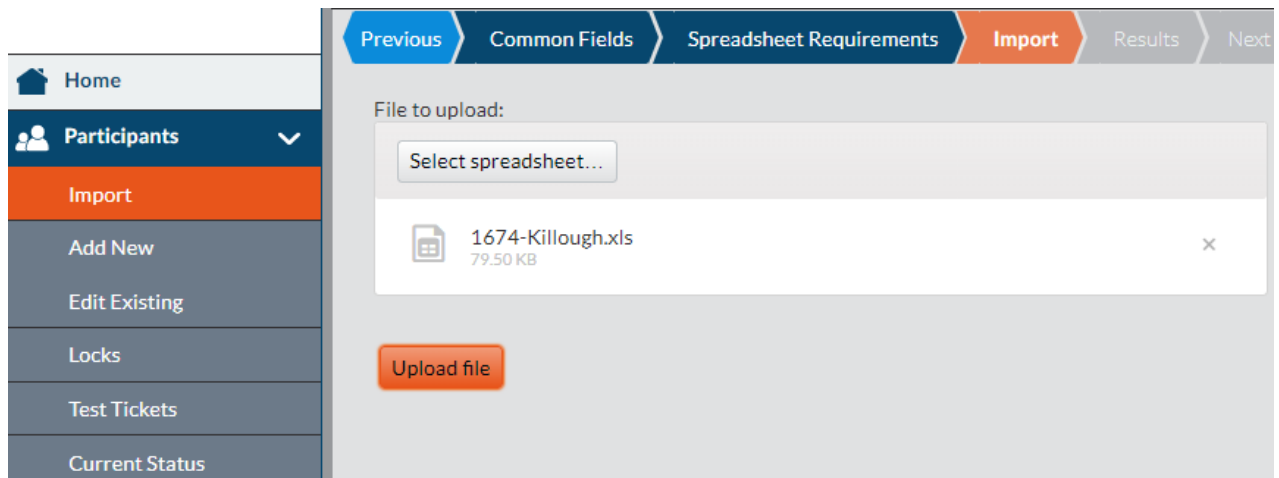 Previous
Common Fields
Spreadsheet Requirements
Import
Results
Next
Home
Participants
Import
Add New
Edit Existing
Locks
Test Tickets
Current Status
File to upload:
Select spreadsheet...
1674-Killough.xls
79.50 KB
Upload file